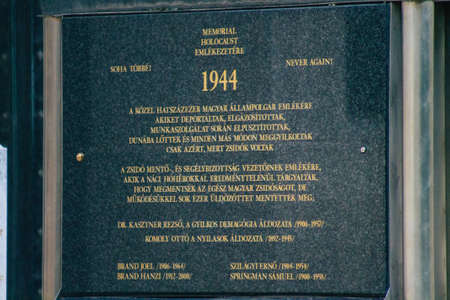 MEMORIAL
HOLOCAUST
EMLÉKEZETÉRE
SOHA TÖBBÉ! NEVER AGAIN!
1944
A KÖZEL HATSZÁZEZER MAGYAR ÁLLAMPOLGÁR EMLÉKÉRE
AKIKET DEPORTÁLTAK, ELGÁZOSÍTOTTAK,
MUNKASZOLGÁLAT SORÁN ELPUSZTÍTOTTAK,
DUNÁBA LŐTTEK ÉS MINDEN MÁS MÓDON MEGGYILKOLTAK
CSAK AZÉRT, MERT ZSIDÓK VOLTAK
A ZSIDÓ MENTŐ-, ÉS SEGÉLYBIZOTTSÁG VEZETŐINEK EMLÉKÉRE,
AKIK A NÁCI HÓHÉROKKAL EREDMÉNYTELENÜL TÁRGYALTAK,
HOGY MEGMENTSÉK AZ EGÉSZ MAGYAR ZSIDÓSÁGOT, DE
MŰKÖDÉSÜKKEL SOK EZER ÜLDÖZÖTTET MENTETTEK MEG,
DR. KASZTNER REZSŐ, A GYILKOS DEMAGÓGIA ÁLDOZATA /1906-1957/
KOMOLY OTTÓ A NYILASOK ÁLDOZATA /1892-1945/
BRAND JOEL /1906-1964/ SZILÁGYI ERNŐ /1898-1954/
BRAND HANZI /1912-2000/ SPRINGMAN SAMUEL /1900-1958/